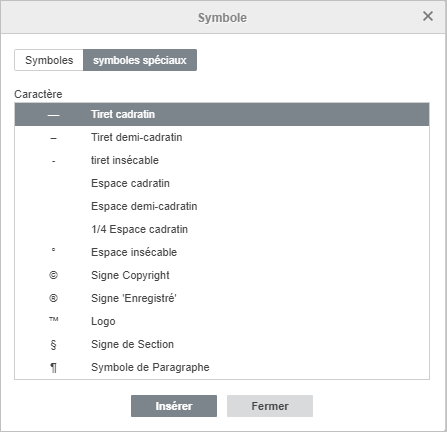 Symbole
Symboles symboles spéciaux
Caractère
— Tiret cadratin
– Tiret demi-cadratin
- tiret insécable
Espace cadratin
Espace demi-cadratin
1/4 Espace cadratin
° Espace insécable
© Signe Copyright
® Signe 'Enregistré'
™ Logo
§ Signe de Section
¶ Symbole de Paragraphe
Insérer Fermer